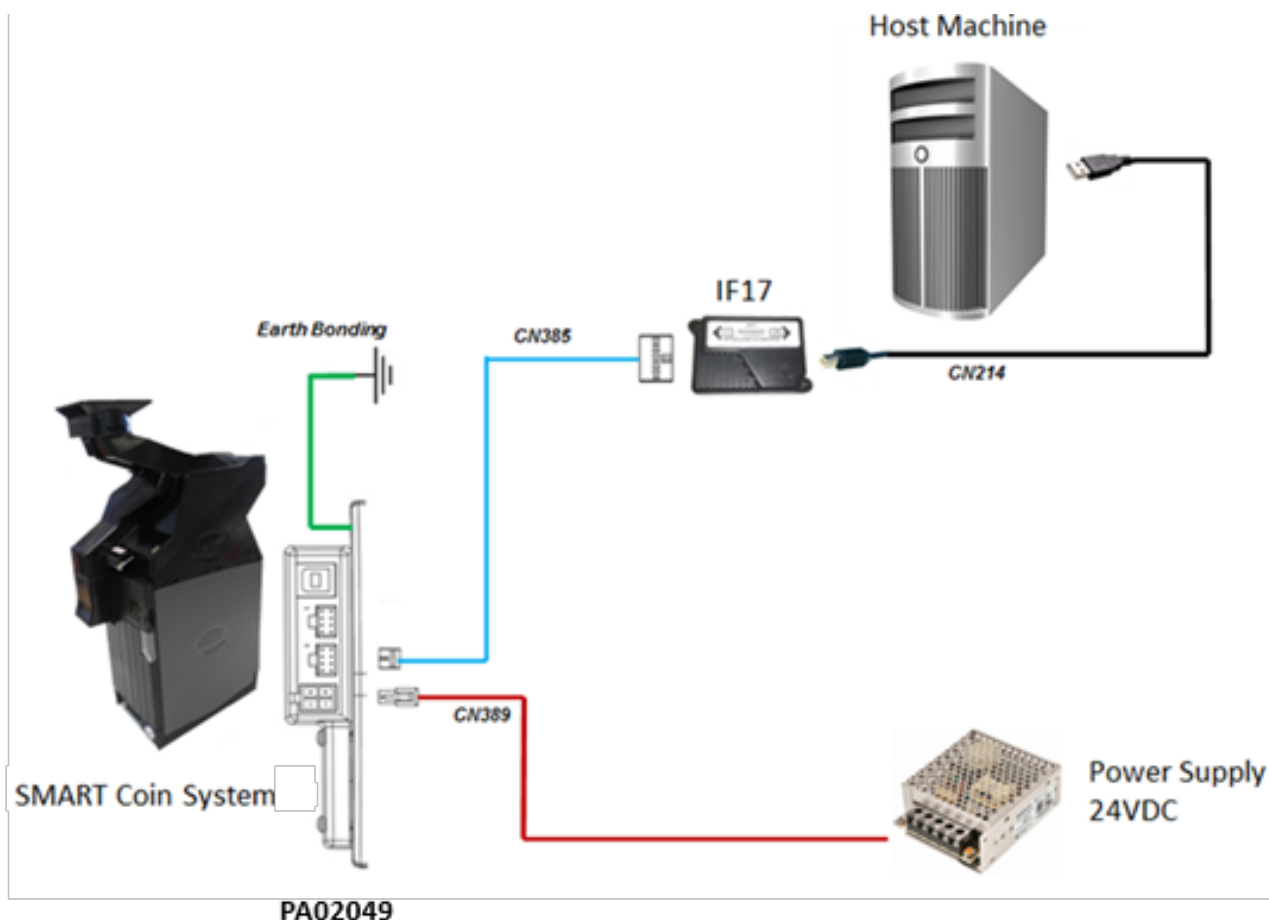 Host Machine
IF17
Earth Bonding
CN385
CN214
CN389
SMART Coin System
Power Supply
24VDC
PA02049